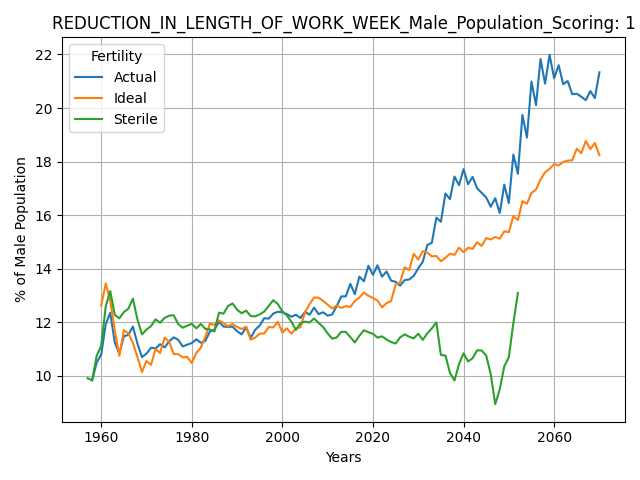 REDUCTION_IN_LENGTH_OF_WORK_WEEK_Male_Population_Scoring: 1
Fertility
Actual
Ideal
Sterile
% of Male Population
22
20
18
16
14
12
10
1960
1980
2000
2020
2040
2060
Years